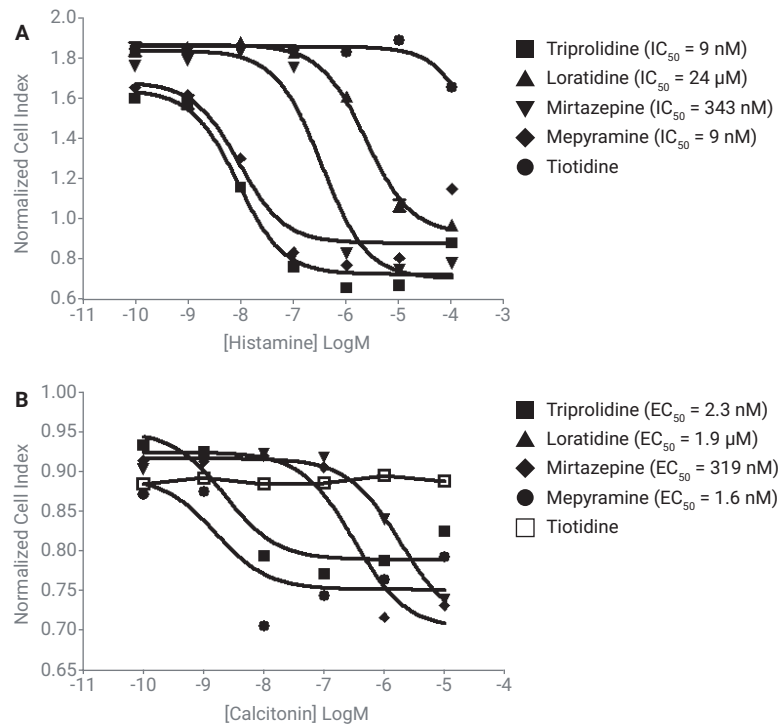 A
2.0
1.8
1.6
1.4
1.2
1.0
0.8
0.6
Normalized Cell Index
-11
-10
-9
-8
-7
-6
-5
-4
-3
[Histamine] LogM
Triprolidine (IC50 = 9 nM)
Loratidine (IC50 = 24 µM)
Mirtazepine (IC50 = 343 nM)
Mepyramine (IC50 = 9 nM)
Tiotidine
B
1.00
0.95
0.90
0.85
0.80
0.75
0.70
0.65
Normalized Cell Index
-11
-10
-9
-8
-7
-6
-5
-4
[Calcitonin] LogM
Triprolidine (EC50 = 2.3 nM)
Loratidine (EC50 = 1.9 µM)
Mirtazepine (EC50 = 319 nM)
Mepyramine (EC50 = 1.6 nM)
Tiotidine